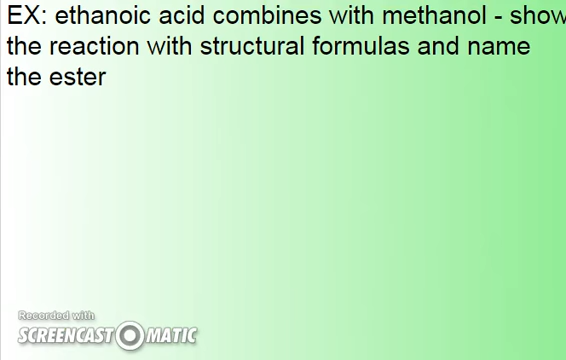 EX: ethanoic acid combines with methanol - show
the reaction with structural formulas and name
the ester
Recorded with
SCREENCAST MATIC